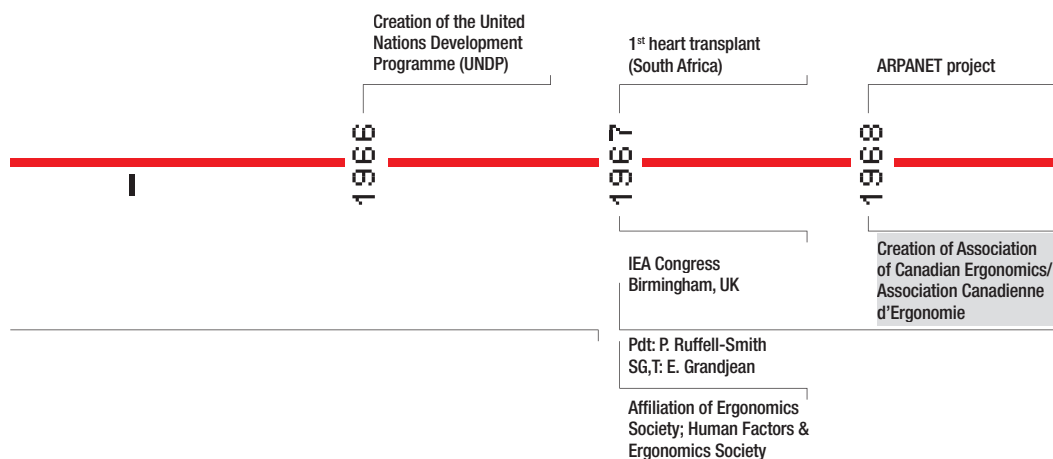 Creation of the United
Nations Development
Programme (UNDP)
1st heart transplant
(South Africa)
ARPANET project
1966
1967
1968
IEA Congress
Birmingham, UK
Creation of Association
of Canadian Ergonomics/
Association Canadienne
d’Ergonomie
Pdt: P. Ruffell-Smith
SG,T: E. Grandjean
Affiliation of Ergonomics
Society; Human Factors &
Ergonomics Society